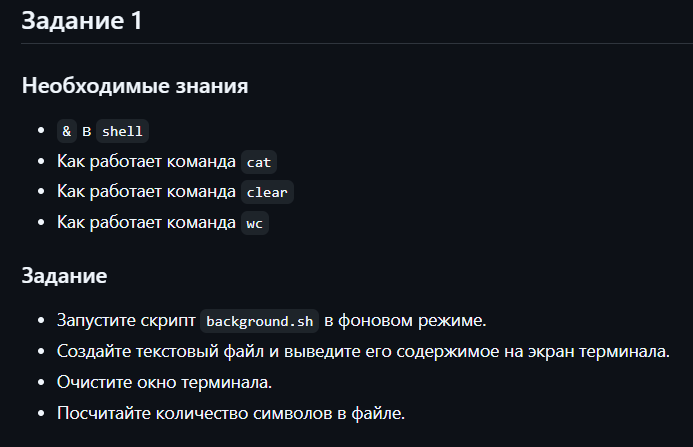 Задание 1
Необходимые знания
& в shell
Как работает команда cat
Как работает команда clear
Как работает команда wc
Задание
Запустите скрипт background.sh в фоновом режиме.
Создайте текстовый файл и выведите его содержимое на экран терминала.
Очистите окно терминала.
Посчитайте количество символов в файле.